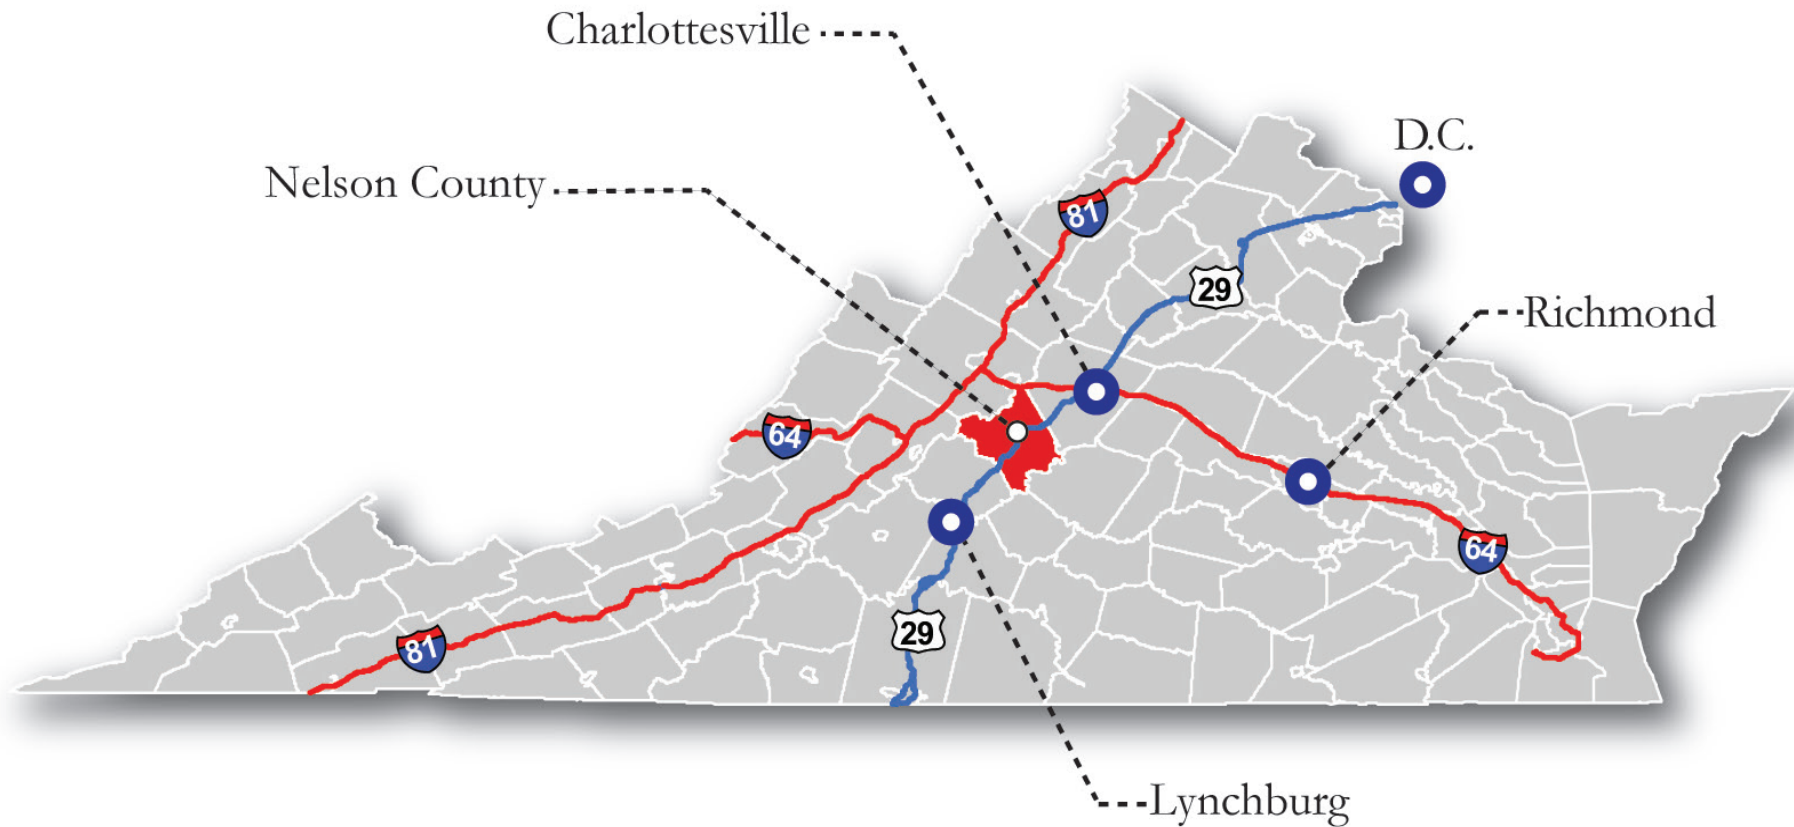 Charlottesville
D.C.
Nelson County
81
29
Richmond
64
64
29
81
Lynchburg